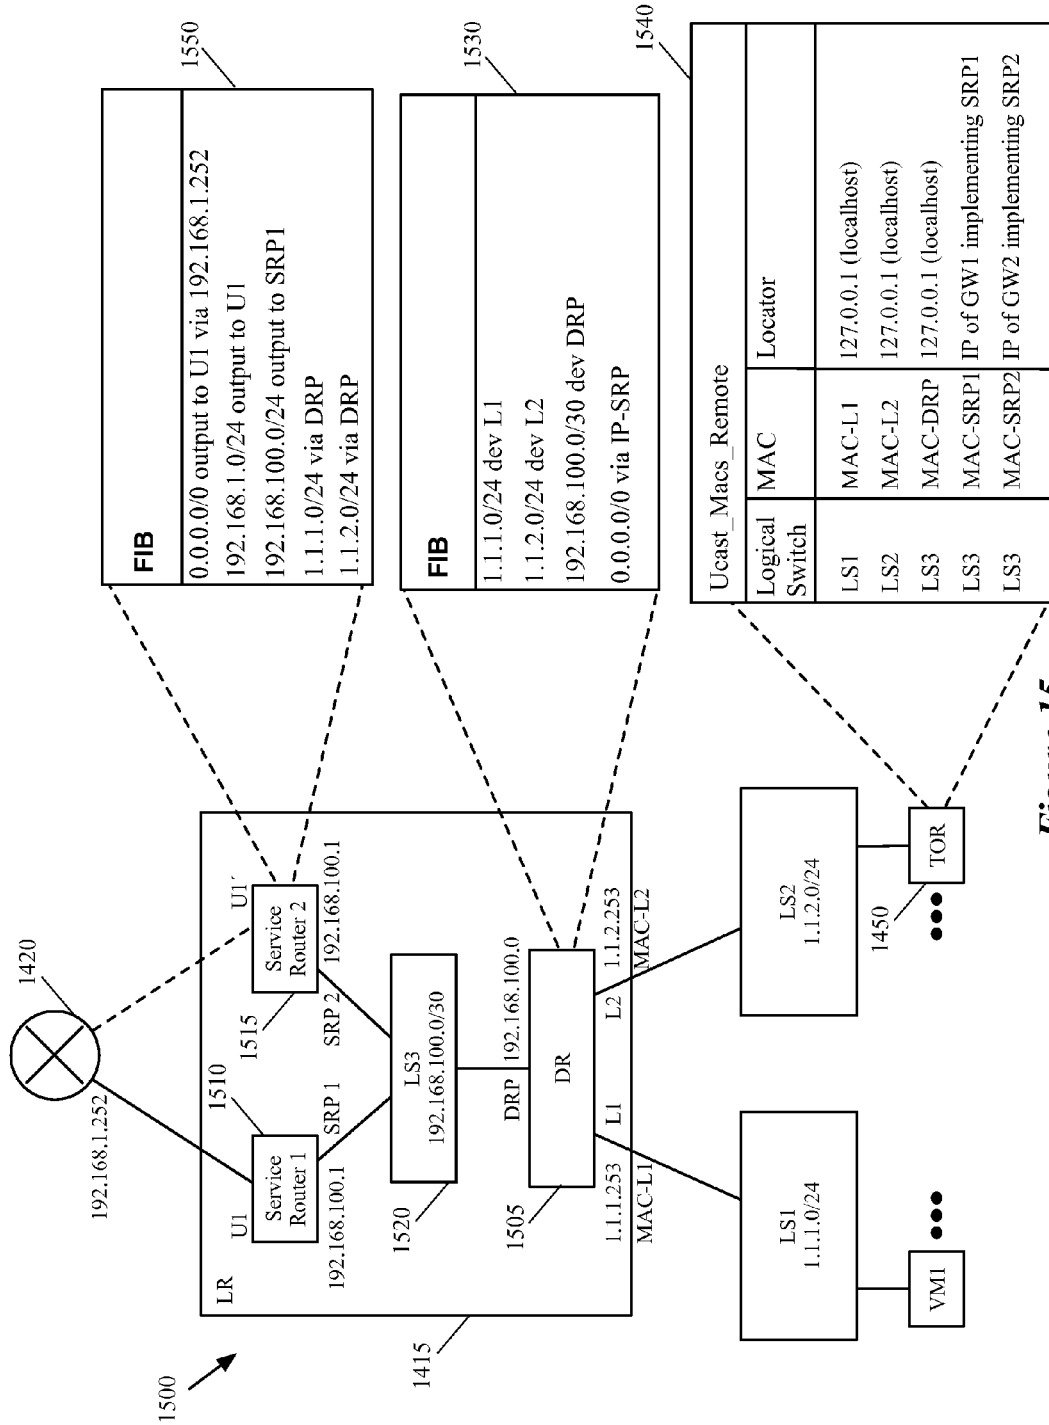 1500
1420
192.168.1.252
1415
LR
U1
1510
Service
Router 1
192.168.100.1
SRP 1
U1'
1515
Service
Router 2
192.168.100.1
SRP 2
1520
LS3
192.168.100.0/30
DRP
192.168.100.0
1505
DR
1.1.1.253
L1
MAC-L1
L2
1.1.2.253
MAC-L2
LS1
1.1.1.0/24
VM1
LS2
1.1.2.0/24
1450
TOR
1550
FIB
0.0.0.0/0 output to U1 via 192.168.1.252
192.168.1.0/24 output to U1
192.168.100.0/24 output to SRP1
1.1.1.0/24 via DRP
1.1.2.0/24 via DRP
1530
FIB
1.1.1.0/24 dev L1
1.1.2.0/24 dev L2
192.168.100.0/30 dev DRP
0.0.0.0/0 via IP-SRP
1540
Ucast_Macs_Remote
Logical Switch MAC Locator
LS1 MAC-L1 127.0.0.1 (localhost)
LS2 MAC-L2 127.0.0.1 (localhost)
LS3 MAC-DRP 127.0.0.1 (localhost)
LS3 MAC-SRP1 IP of GW1 implementing SRP1
LS3 MAC-SRP2 IP of GW2 implementing SRP2
Figure 15